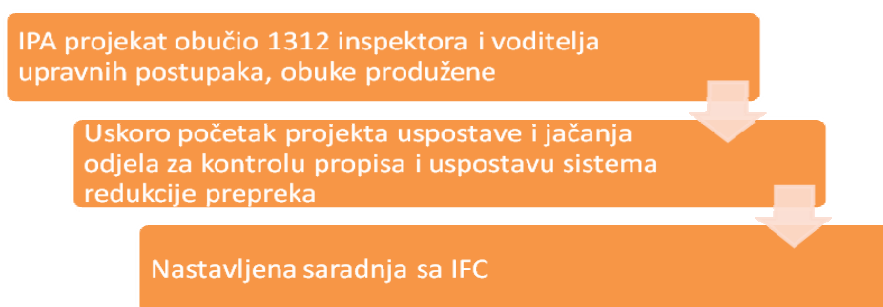 IPA projekat obučio 1312 inspektora i voditelja
upravnih postupaka, obuke produžene
Uskoro početak projekta uspostave i jačanja
odjela za kontrolu propisa i uspostavu sistema
redukcije prepreka
Nastavljena saradnja sa IFC